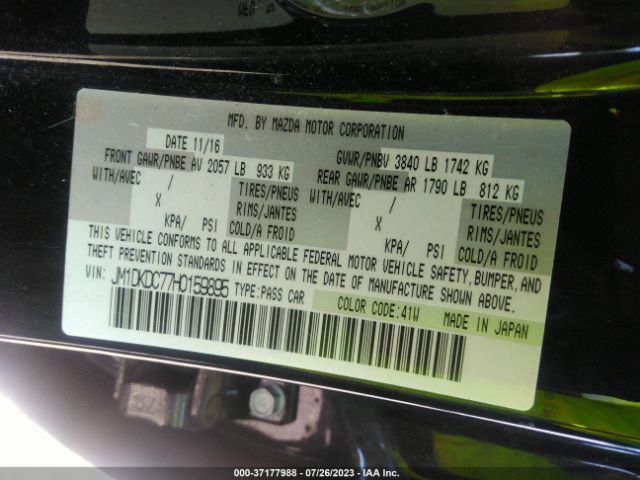 MFD. BY MAZDA MOTOR CORPORATION
DATE 11/16 GVWR/PNBV 3840 LB 1742 KG
FRONT GAWR/PNBE AV 2057 LB 933 KG REAR GAWR/PNBE AR 1790 LB 812 KG
WITH/AVEC / TIRES/PNEUS WITH/AVEC / TIRES/PNEUS
X RIMS/JANTES X RIMS/JANTES
KPA/ PSI COLD/A FROID KPA/ PSI COLD/A FROID
THIS VEHICLE CONFORMS TO ALL APPLICABLE FEDERAL MOTOR VEHICLE SAFETY, BUMPER, AND
THEFT PREVENTION STANDARDS IN EFFECT ON THE DATE OF MANUFACTURE SHOWN ABOVE.
VIN: JM1DKDC77H0159895 TYPE:PASS CAR
COLOR CODE:41W MADE IN JAPAN
000-37177988 - 07/26/2023 - IAA Inc.